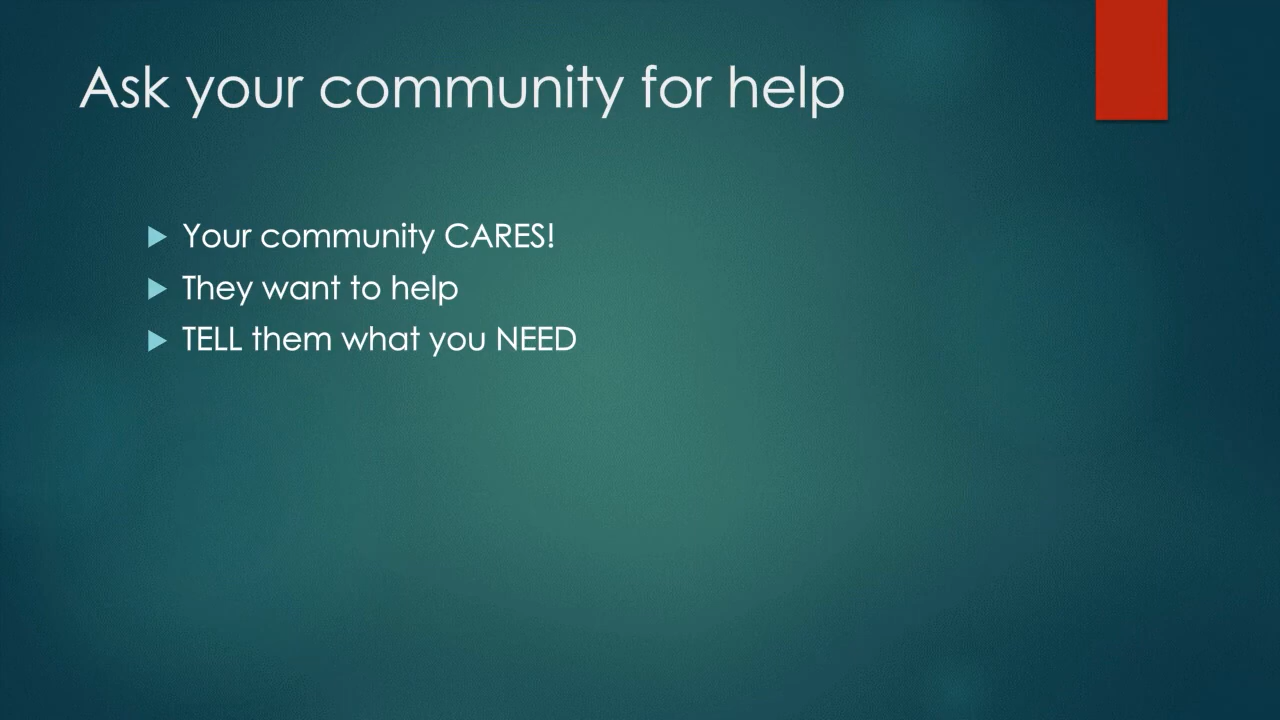 Ask your community for help
Your community CARES!
They want to help
TELL them what you NEED